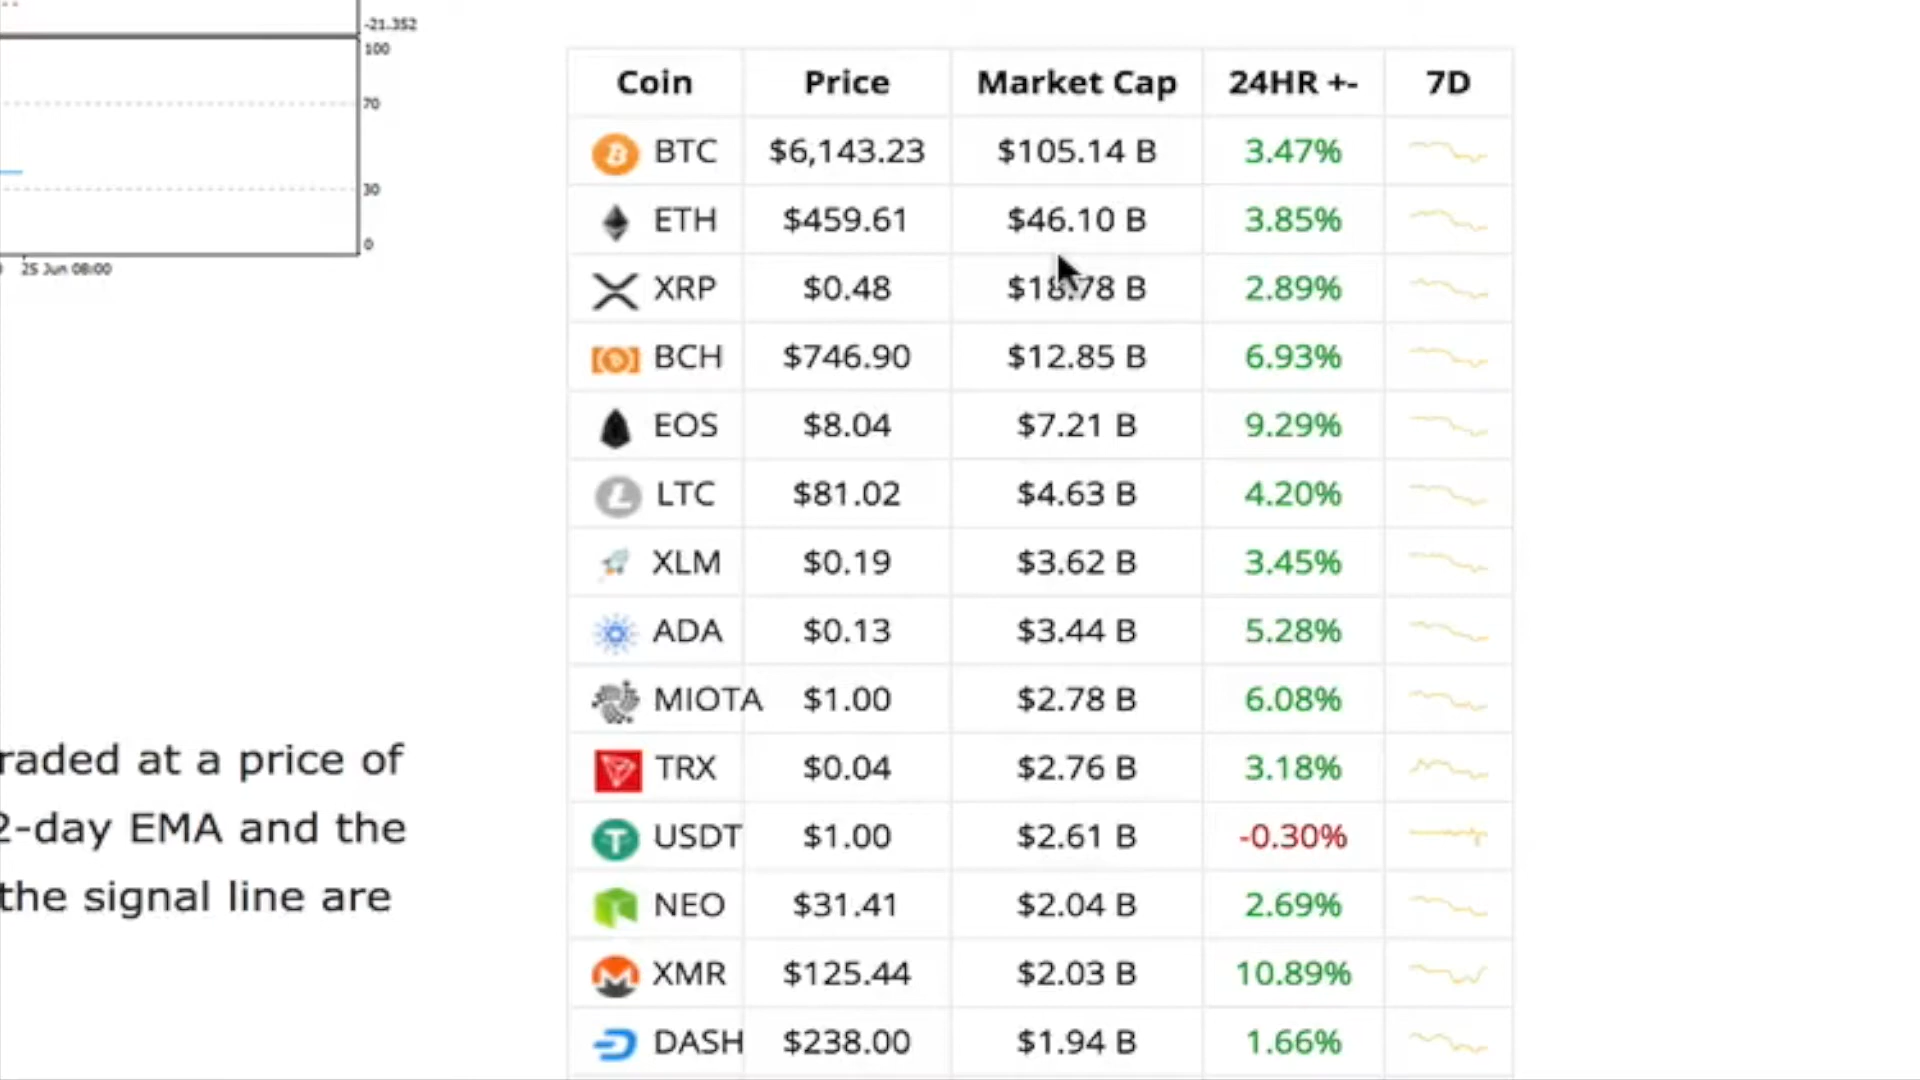 -21.352
100
70
30
0
25 Jun 08:00
raded at a price of
2-day EMA and the
the signal line are
Coin Price Market Cap 24HR +- 7D
BTC $6,143.23 $105.14 B 3.47%
ETH $459.61 $46.10 B 3.85%
XRP $0.48 $18.78 B 2.89%
BCH $746.90 $12.85 B 6.93%
EOS $8.04 $7.21 B 9.29%
LTC $81.02 $4.63 B 4.20%
XLM $0.19 $3.62 B 3.45%
ADA $0.13 $3.44 B 5.28%
MIOTA $1.00 $2.78 B 6.08%
TRX $0.04 $2.76 B 3.18%
USDT $1.00 $2.61 B -0.30%
NEO $31.41 $2.04 B 2.69%
XMR $125.44 $2.03 B 10.89%
DASH $238.00 $1.94 B 1.66%